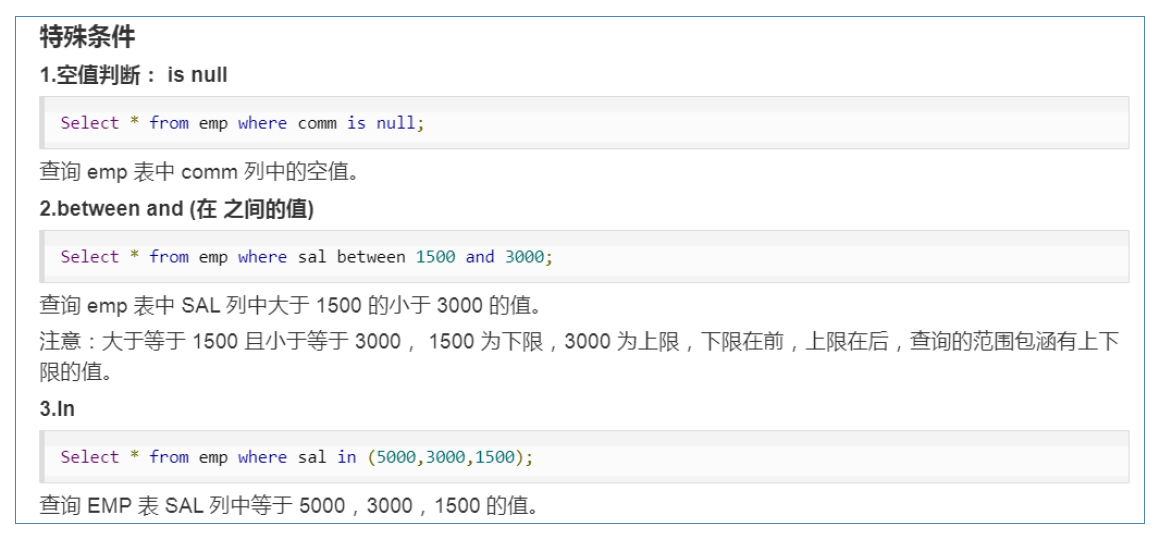 特殊条件
1.空值判断： is null
Select * from emp where comm is null;
查询 emp 表中 comm 列中的空值。
2.between and (在 之间的值)
Select * from emp where sal between 1500 and 3000;
查询 emp 表中 SAL 列中大于 1500 的小于 3000 的值。
注意：大于等于 1500 且小于等于 3000， 1500 为下限，3000 为上限，下限在前，上限在后，查询的范围包涵有上下
限的值。
3.In
Select * from emp where sal in (5000,3000,1500);
查询 EMP 表 SAL 列中等于 5000，3000，1500 的值。